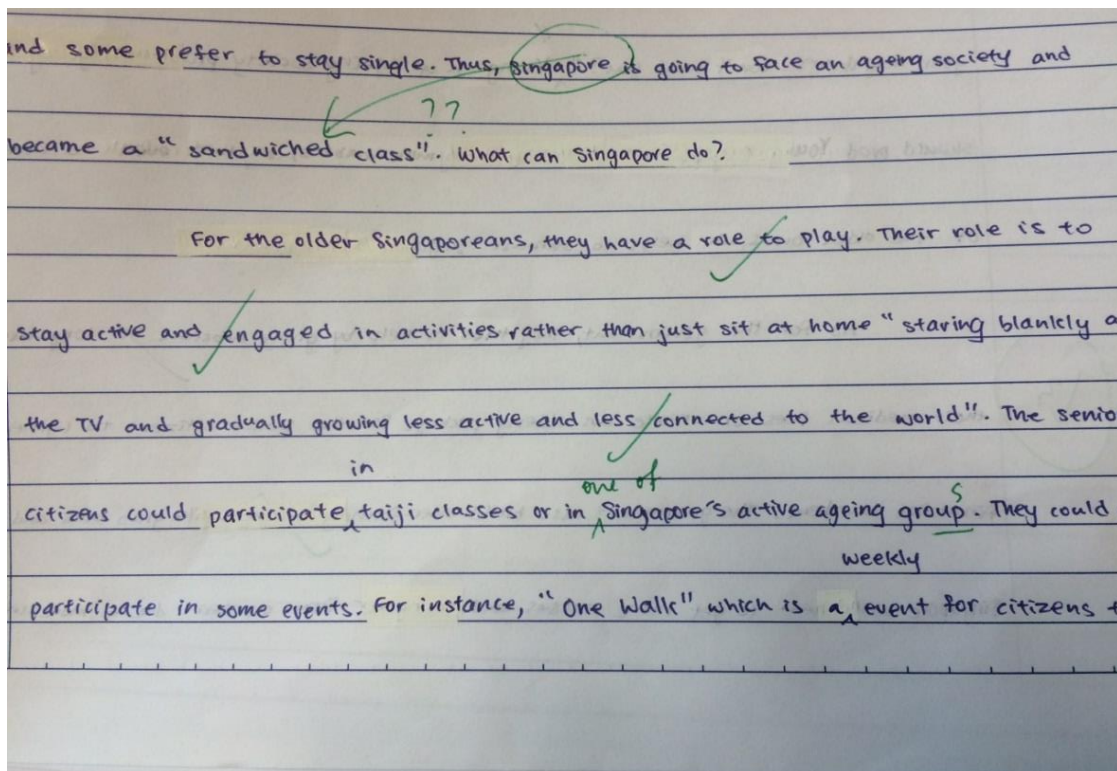 and some prefer to stay single. Thus, Singapore is going to face an ageing society and
??
became a "sandwiched class". What can Singapore do?
For the older Singaporeans, they have a role to play. Their role is to
stay active and engaged in activities rather than just sit at home "staring blankly a
the TV and gradually growing less active and less connected to the world". The senio
in
one of
s
citizens could participate taiji classes or in Singapore's active ageing group. They could
weekly
participate in some events. For instance, "One Walk" which is a event for citizens t